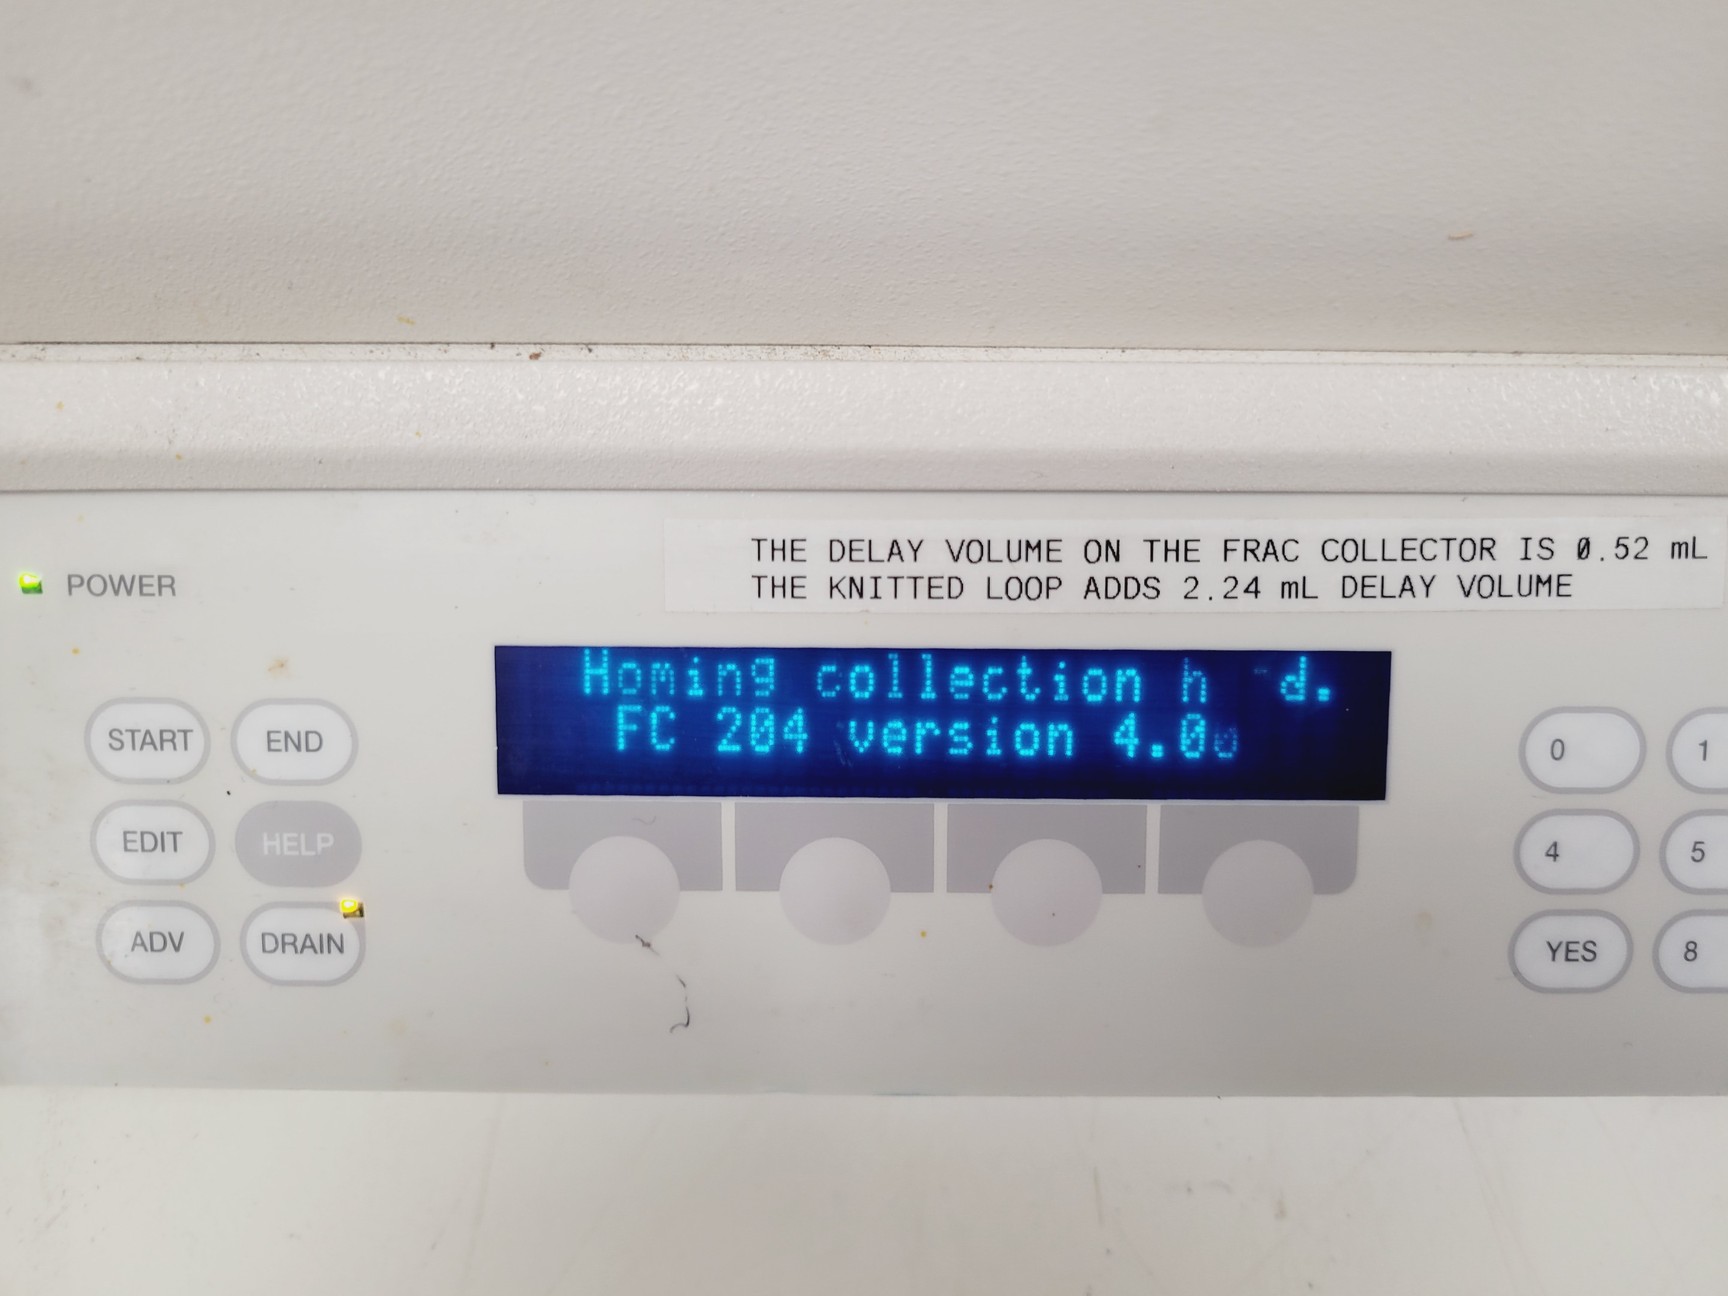 THE DELAY VOLUME ON THE FRAC COLLECTOR IS 0.52 mL
THE KNITTED LOOP ADDS 2.24 mL DELAY VOLUME
POWER
Homing collection
FC 204 version
START END
0 1
EDIT HELP
4 5
ADV DRAIN
YES 8